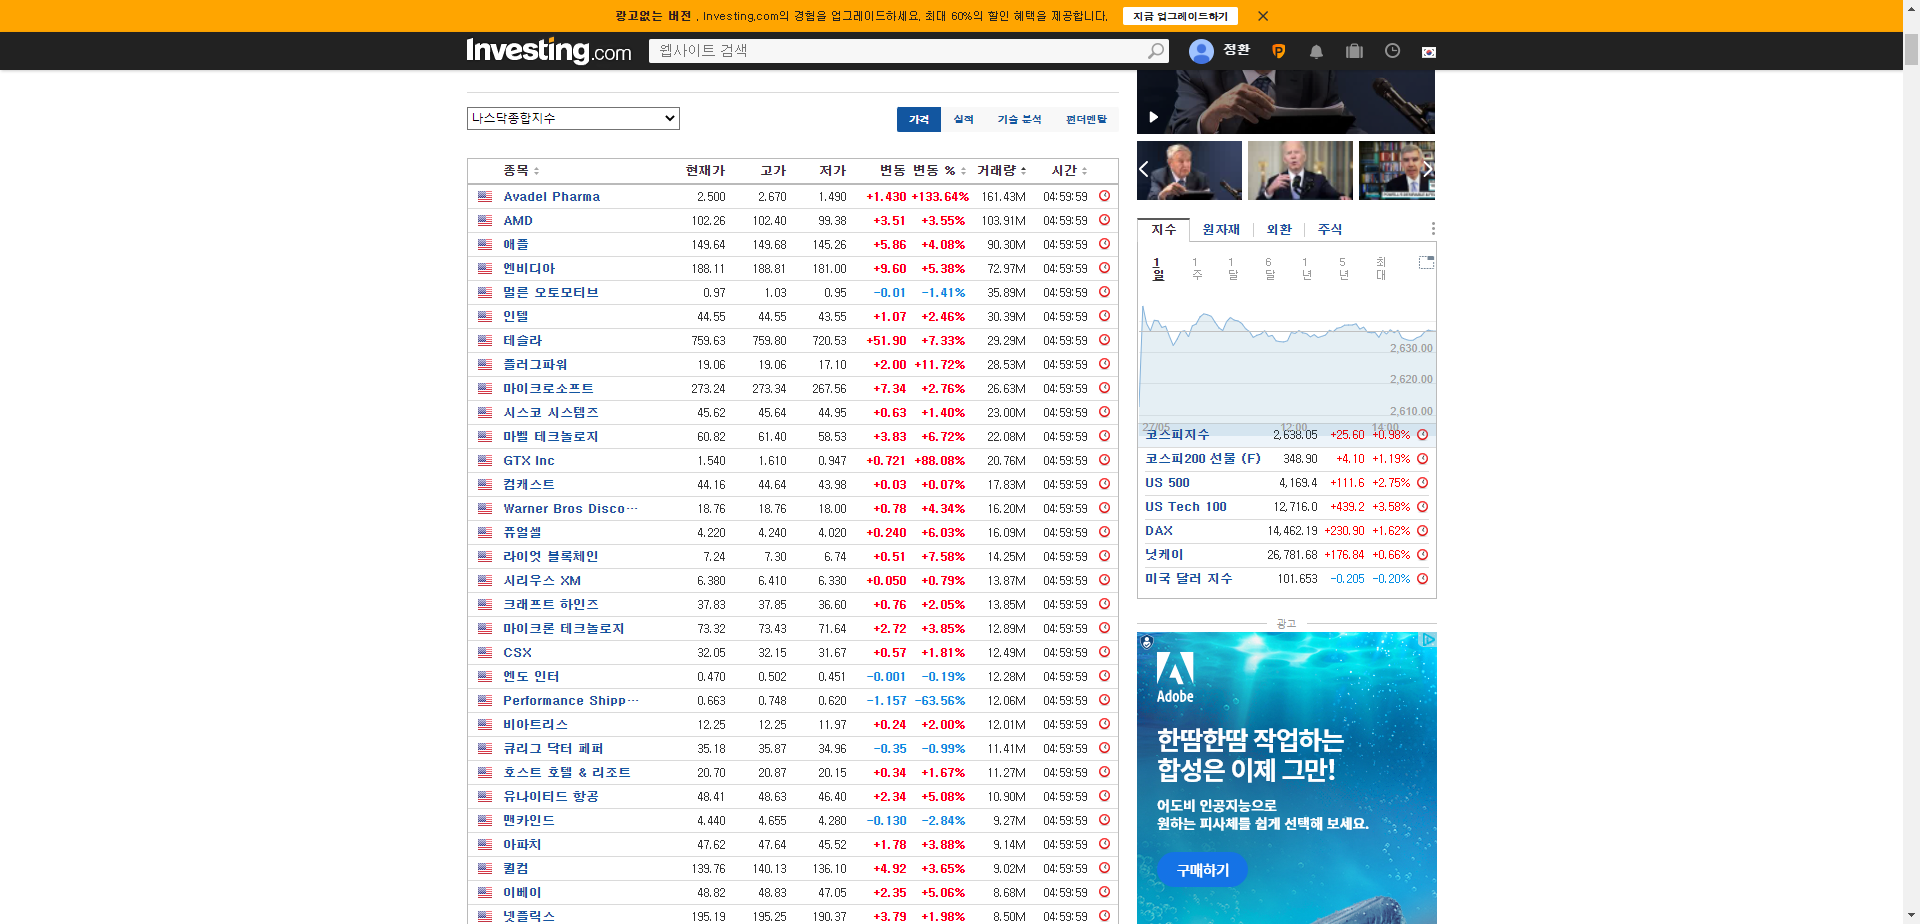 광고없는 버전 . Investing.com의 경험을 업그레이드하세요. 최대 60%의 할인 혜택을 제공합니다. 지금 업그레이드하기
Investing.com 웹사이트 검색 정환
나스닥종합지수 가격 실적 기술 분석 펀더멘탈
종목 현재가 고가 저가 변동 변동 % 거래량 시간
Avadel Pharma 2.500 2.670 1.490 +1.430 +133.64% 161.43M 04:59:59
AMD 102.26 102.40 99.38 +3.51 +3.55% 103.91M 04:59:59
애플 149.64 149.68 145.26 +5.86 +4.08% 90.30M 04:59:59
엔비디아 188.11 188.81 181.00 +9.60 +5.38% 72.97M 04:59:59
멀른 오토모티브 0.97 1.03 0.95 -0.01 -1.41% 35.89M 04:59:59
인텔 44.55 44.55 43.55 +1.07 +2.46% 30.39M 04:59:59
테슬라 759.63 759.80 720.53 +51.90 +7.33% 29.29M 04:59:59
플러그파워 19.06 19.06 17.10 +2.00 +11.72% 28.53M 04:59:59
마이크로소프트 273.24 273.34 267.56 +7.34 +2.76% 26.63M 04:59:59
시스코 시스템즈 45.62 45.64 44.95 +0.63 +1.40% 23.00M 04:59:59
마벨 테크놀로지 60.82 61.40 58.53 +3.83 +6.72% 22.08M 04:59:59
GTX Inc 1.540 1.610 0.947 +0.721 +88.08% 20.76M 04:59:59
컴캐스트 44.16 44.64 43.98 +0.03 +0.07% 17.83M 04:59:59
Warner Bros Disco… 18.76 18.76 18.00 +0.78 +4.34% 16.20M 04:59:59
퓨얼셀 4.220 4.240 4.020 +0.240 +6.03% 16.09M 04:59:59
라이엇 블록체인 7.24 7.30 6.74 +0.51 +7.58% 14.25M 04:59:59
시리우스 XM 6.380 6.410 6.330 +0.050 +0.79% 13.87M 04:59:59
크래프트 하인즈 37.83 37.85 36.60 +0.76 +2.05% 13.85M 04:59:59
마이크론 테크놀로지 73.32 73.43 71.64 +2.72 +3.85% 12.89M 04:59:59
CSX 32.05 32.15 31.67 +0.57 +1.81% 12.49M 04:59:59
엔도 인터 0.470 0.502 0.451 -0.001 -0.19% 12.28M 04:59:59
Performance Shipp… 0.663 0.748 0.620 -1.157 -63.56% 12.06M 04:59:59
비아트리스 12.25 12.25 11.97 +0.24 +2.00% 12.01M 04:59:59
큐리그 닥터 페퍼 35.18 35.87 34.96 -0.35 -0.99% 11.41M 04:59:59
호스트 호텔 & 리조트 20.70 20.87 20.15 +0.34 +1.67% 11.27M 04:59:59
유나이티드 항공 48.41 48.63 46.40 +2.34 +5.08% 10.90M 04:59:59
맨카인드 4.440 4.655 4.280 -0.130 -2.84% 9.27M 04:59:59
아파치 47.62 47.64 45.52 +1.78 +3.88% 9.14M 04:59:59
퀄컴 139.76 140.13 136.10 +4.92 +3.65% 9.02M 04:59:59
이베이 48.82 48.83 47.05 +2.35 +5.06% 8.68M 04:59:59
넷플릭스 195.19 195.25 190.37 +3.79 +1.98% 8.50M 04:59:59
지수 원자재 외환 주식
1일 1주 1달 6달 1년 5년 최대
2,630.00
2,620.00
2,610.00
27/05 12:00 14:00
코스피지수 2,638.05 +25.60 +0.98%
코스피200 선물 (F) 348.90 +4.10 +1.19%
US 500 4,169.4 +111.6 +2.75%
US Tech 100 12,716.0 +439.2 +3.58%
DAX 14,462.19 +230.90 +1.62%
닛케이 26,781.68 +176.84 +0.66%
미국 달러 지수 101.653 -0.205 -0.20%
광고
Adobe
한땀한땀 작업하는
합성은 이제 그만!
어도비 인공지능으로
원하는 피사체를 쉽게 선택해 보세요.
구매하기